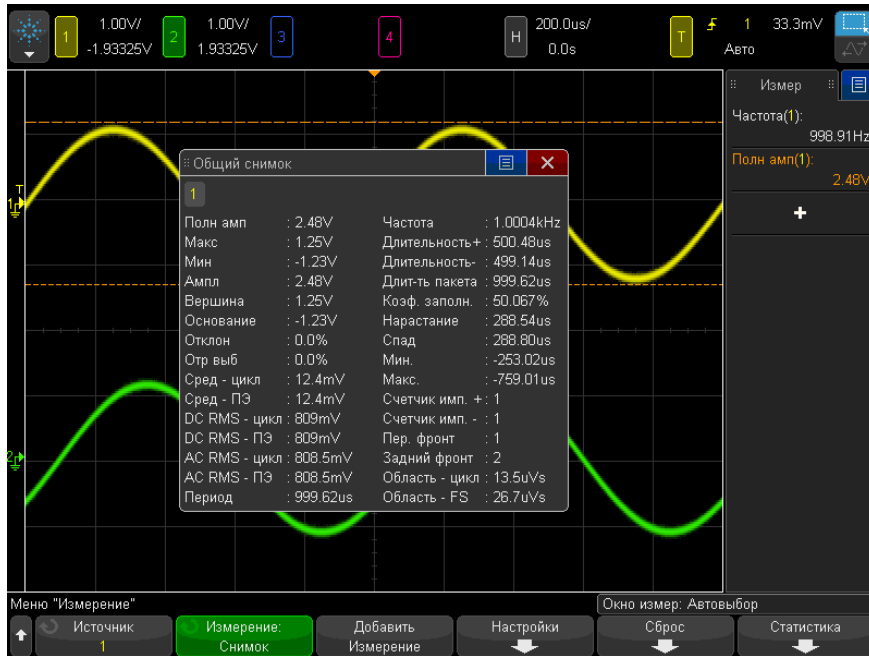 1 1.00V/ 2 1.00V/ 3 4 H 200.0us/ T 1 33.3mV
-1.93325V 1.93325V 0.0s Авто
Измер
Частота(1):
998.91Hz
Полн амп(1):
2.48V
+
T
1
2
Общий снимок
1
Полн амп : 2.48V Частота : 1.0004kHz
Макс : 1.25V Длительность+ : 500.48us
Мин : -1.23V Длительность- : 499.14us
Ампл : 2.48V Длит-ть пакета : 999.62us
Вершина : 1.25V Коэф. заполн. : 50.067%
Основание : -1.23V Нарастание : 288.54us
Отклон : 0.0% Спад : 288.80us
Отр выб : 0.0% Мин. : -253.02us
Сред - цикл : 12.4mV Макс. : -759.01us
Сред - ПЭ : 12.4mV Счетчик имп. + : 1
DC RMS - цикл : 809mV Счетчик имп. - : 1
DC RMS - ПЭ : 809mV Пер. фронт : 1
AC RMS - цикл : 808.5mV Задний фронт : 2
AC RMS - ПЭ : 808.5mV Область - цикл : 13.5uVs
Период : 999.62us Область - FS : 26.7uVs
Меню "Измерение" Окно измер: Автовыбор
Источник Измерение: Добавить Настройки Сброс Статистика
1 Снимок Измерение